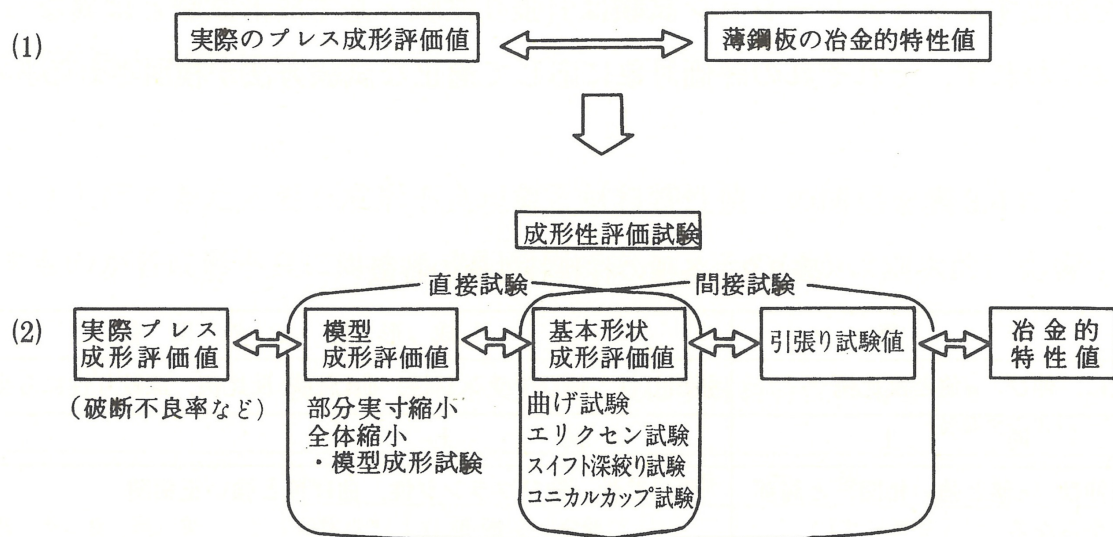 (1)
実際のプレス成形評価値
薄鋼板の冶金的特性値
成形性評価試験
直接試験
間接試験
(2)
実際プレス
成形評価値
模型
成形評価値
基本形状
成形評価値
引張り試験値
冶金的
特性値
(破断不良率など)
部分実寸縮小
全体縮小
・模型成形試験
曲げ試験
エリクセン試験
スイフト深絞り試験
コニカルカップ試験